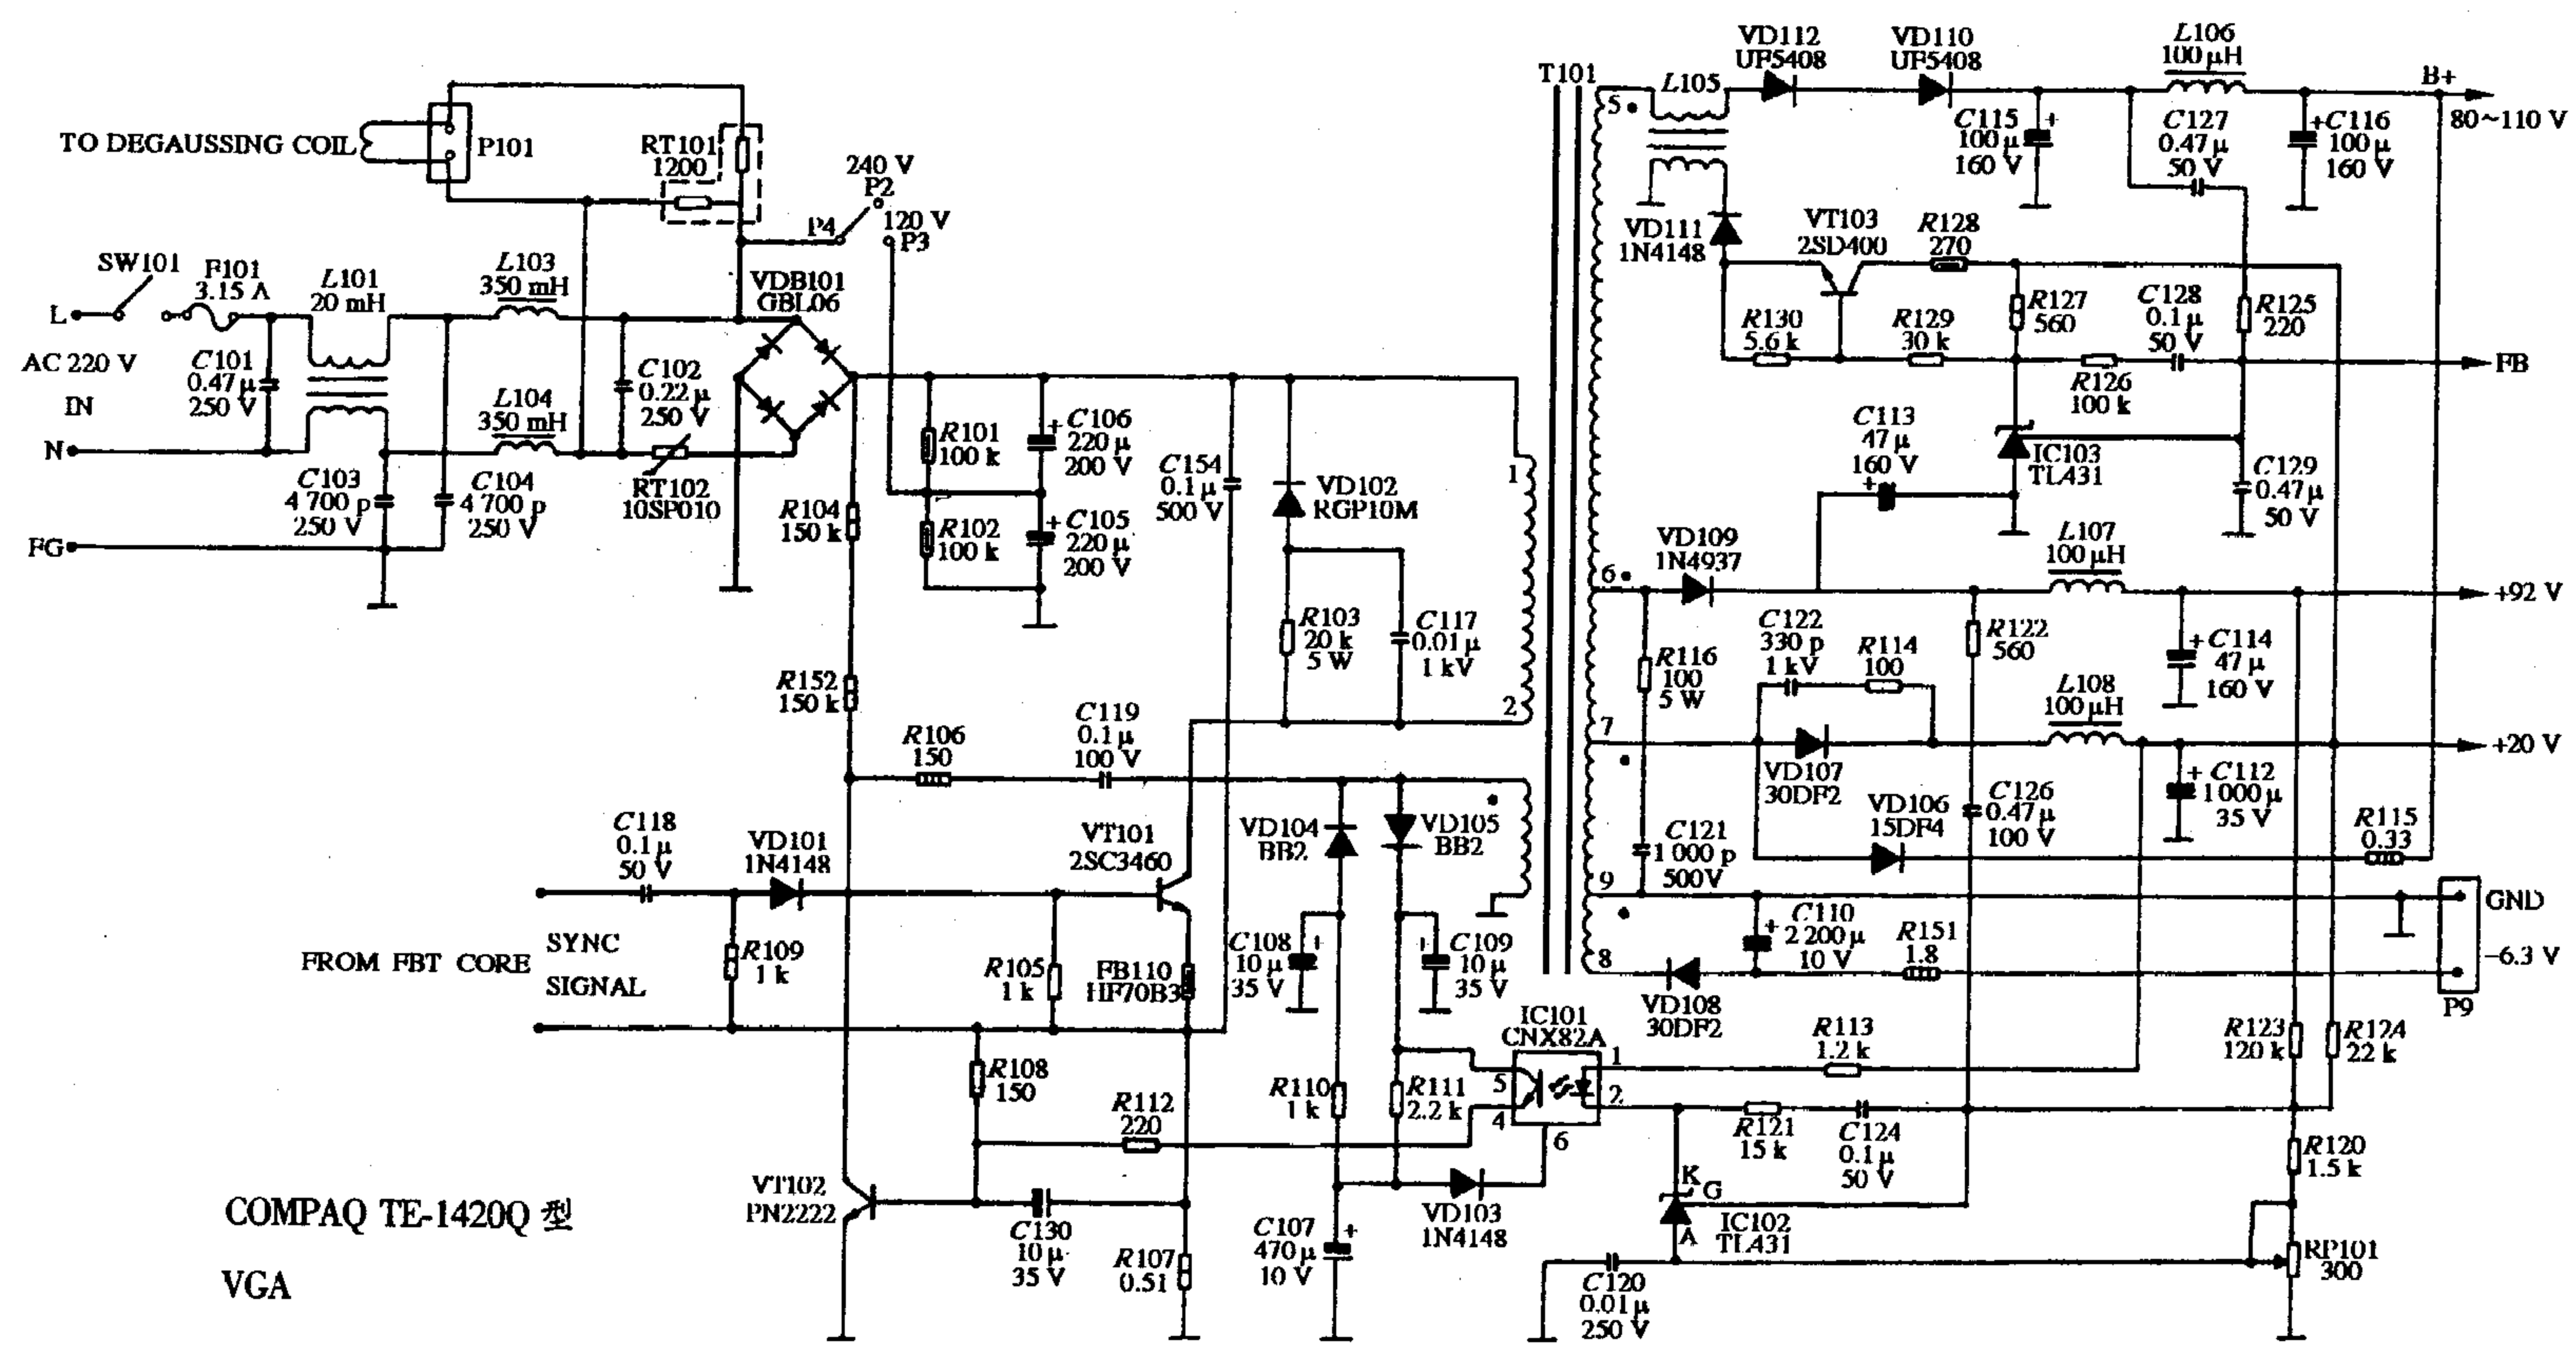 TO DEGAUSSING COIL
P101
RT101
1200
240 V
P2
120 V
P4
P3
SW101
F101
3.15 A
L101
20 mH
L103
350 mH
VDB101
GBL06
L
AC 220 V
IN
N
FG
C101
0.47 μ
250 V
C102
0.22 μ
250 V
L104
350 mH
C103
4 700 p
250 V
C104
4 700 p
250 V
RT102
10SP010
R104
150 k
R101
100 k
R102
100 k
C106
220 μ
200 V
C105
220 μ
200 V
C154
0.1 μ
500 V
VD102
RGP10M
R103
20 k
5 W
C117
0.01 μ
1 kV
R152
150 k
R106
150
C119
0.1 μ
100 V
C118
0.1 μ
50 V
VD101
1N4148
VT101
2SC3460
VD104
BB2
VD105
BB2
FROM FBT CORE
SYNC
SIGNAL
R109
1 k
R105
1 k
FB110
HF70B3
C108
10 μ
35 V
C109
10 μ
35 V
R108
150
R112
220
R110
1 k
R111
2.2 k
IC101
CNX82A
5
4
6
1
2
VT102
PN2222
C130
10 μ
35 V
R107
0.51
C107
470 μ
10 V
VD103
1N4148
COMPAQ TE-1420Q 型
VGA
T101
1
2
5
6
7
9
8
L105
VD112
UF5408
VD110
UF5408
L106
100 μH
B+
80~110 V
C115
100 μ
160 V
C127
0.47 μ
50 V
C116
100 μ
160 V
VD111
1N4148
VT103
2SD400
R128
270
R130
5.6 k
R129
30 k
R127
560
C128
0.1 μ
50 V
R125
220
FB
R126
100 k
C113
47 μ
160 V
IC103
TL431
C129
0.47 μ
50 V
VD109
1N4937
L107
100 μH
+92 V
R116
100
5 W
C122
330 p
1 kV
R114
100
R122
560
C114
47 μ
160 V
L108
100 μH
+20 V
VD107
30DF2
VD106
15DF4
C126
0.47 μ
100 V
C112
1 000 μ
35 V
R115
0.33
C121
1 000 p
500V
C110
2 200 μ
10 V
R151
1.8
GND
-6.3 V
P9
VD108
30DF2
R113
1.2 k
R123
120 k
R124
22 k
R121
15 k
C124
0.1 μ
50 V
R120
1.5 k
K
G
A
IC102
TL431
C120
0.01 μ
250 V
RP101
300